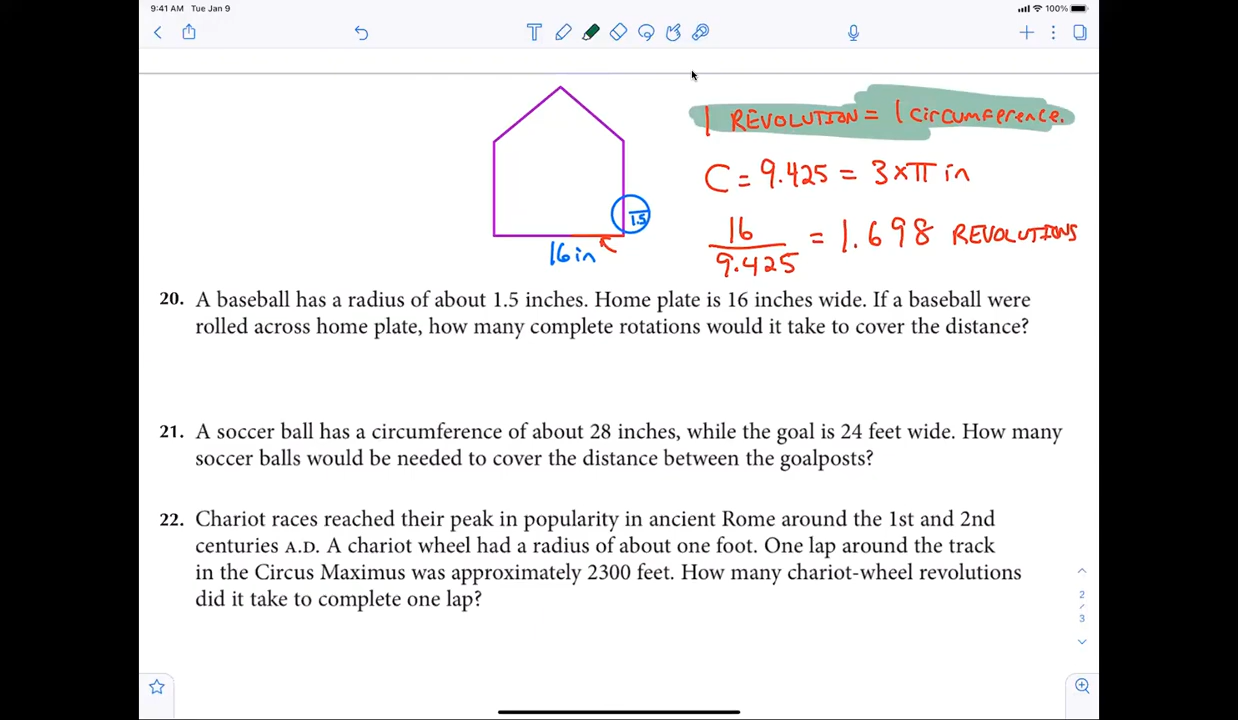 9:41 AM Tue Jan 9
100%
1 REVOLUTION = 1 circumference.
C = 9.425 = 3×π in
16
9.425
= 1.698 REVOLUTIONS
1.5
16in
20. A baseball has a radius of about 1.5 inches. Home plate is 16 inches wide. If a baseball were
rolled across home plate, how many complete rotations would it take to cover the distance?
21. A soccer ball has a circumference of about 28 inches, while the goal is 24 feet wide. How many
soccer balls would be needed to cover the distance between the goalposts?
22. Chariot races reached their peak in popularity in ancient Rome around the 1st and 2nd
centuries A.D. A chariot wheel had a radius of about one foot. One lap around the track
in the Circus Maximus was approximately 2300 feet. How many chariot-wheel revolutions
did it take to complete one lap?
2
/
3